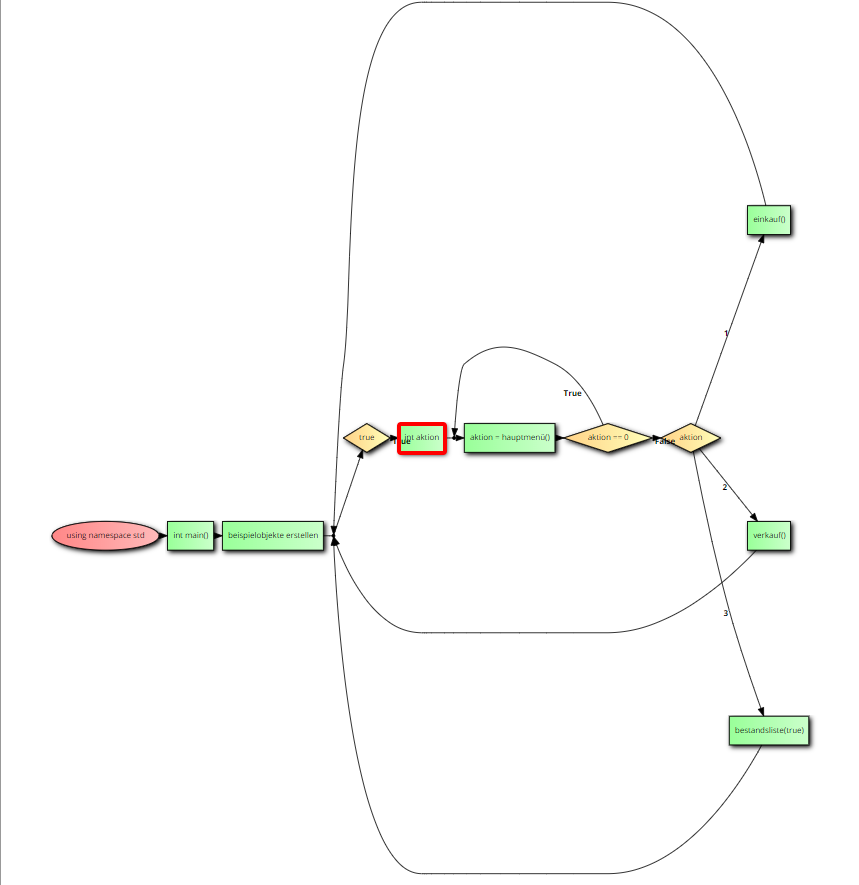 einkauf()
1
True
true
True
int aktion
aktion = hauptmenü()
aktion == 0
False
aktion
2
using namespace std
int main()
beispielobjekte erstellen
verkauf()
3
bestandsliste(true)